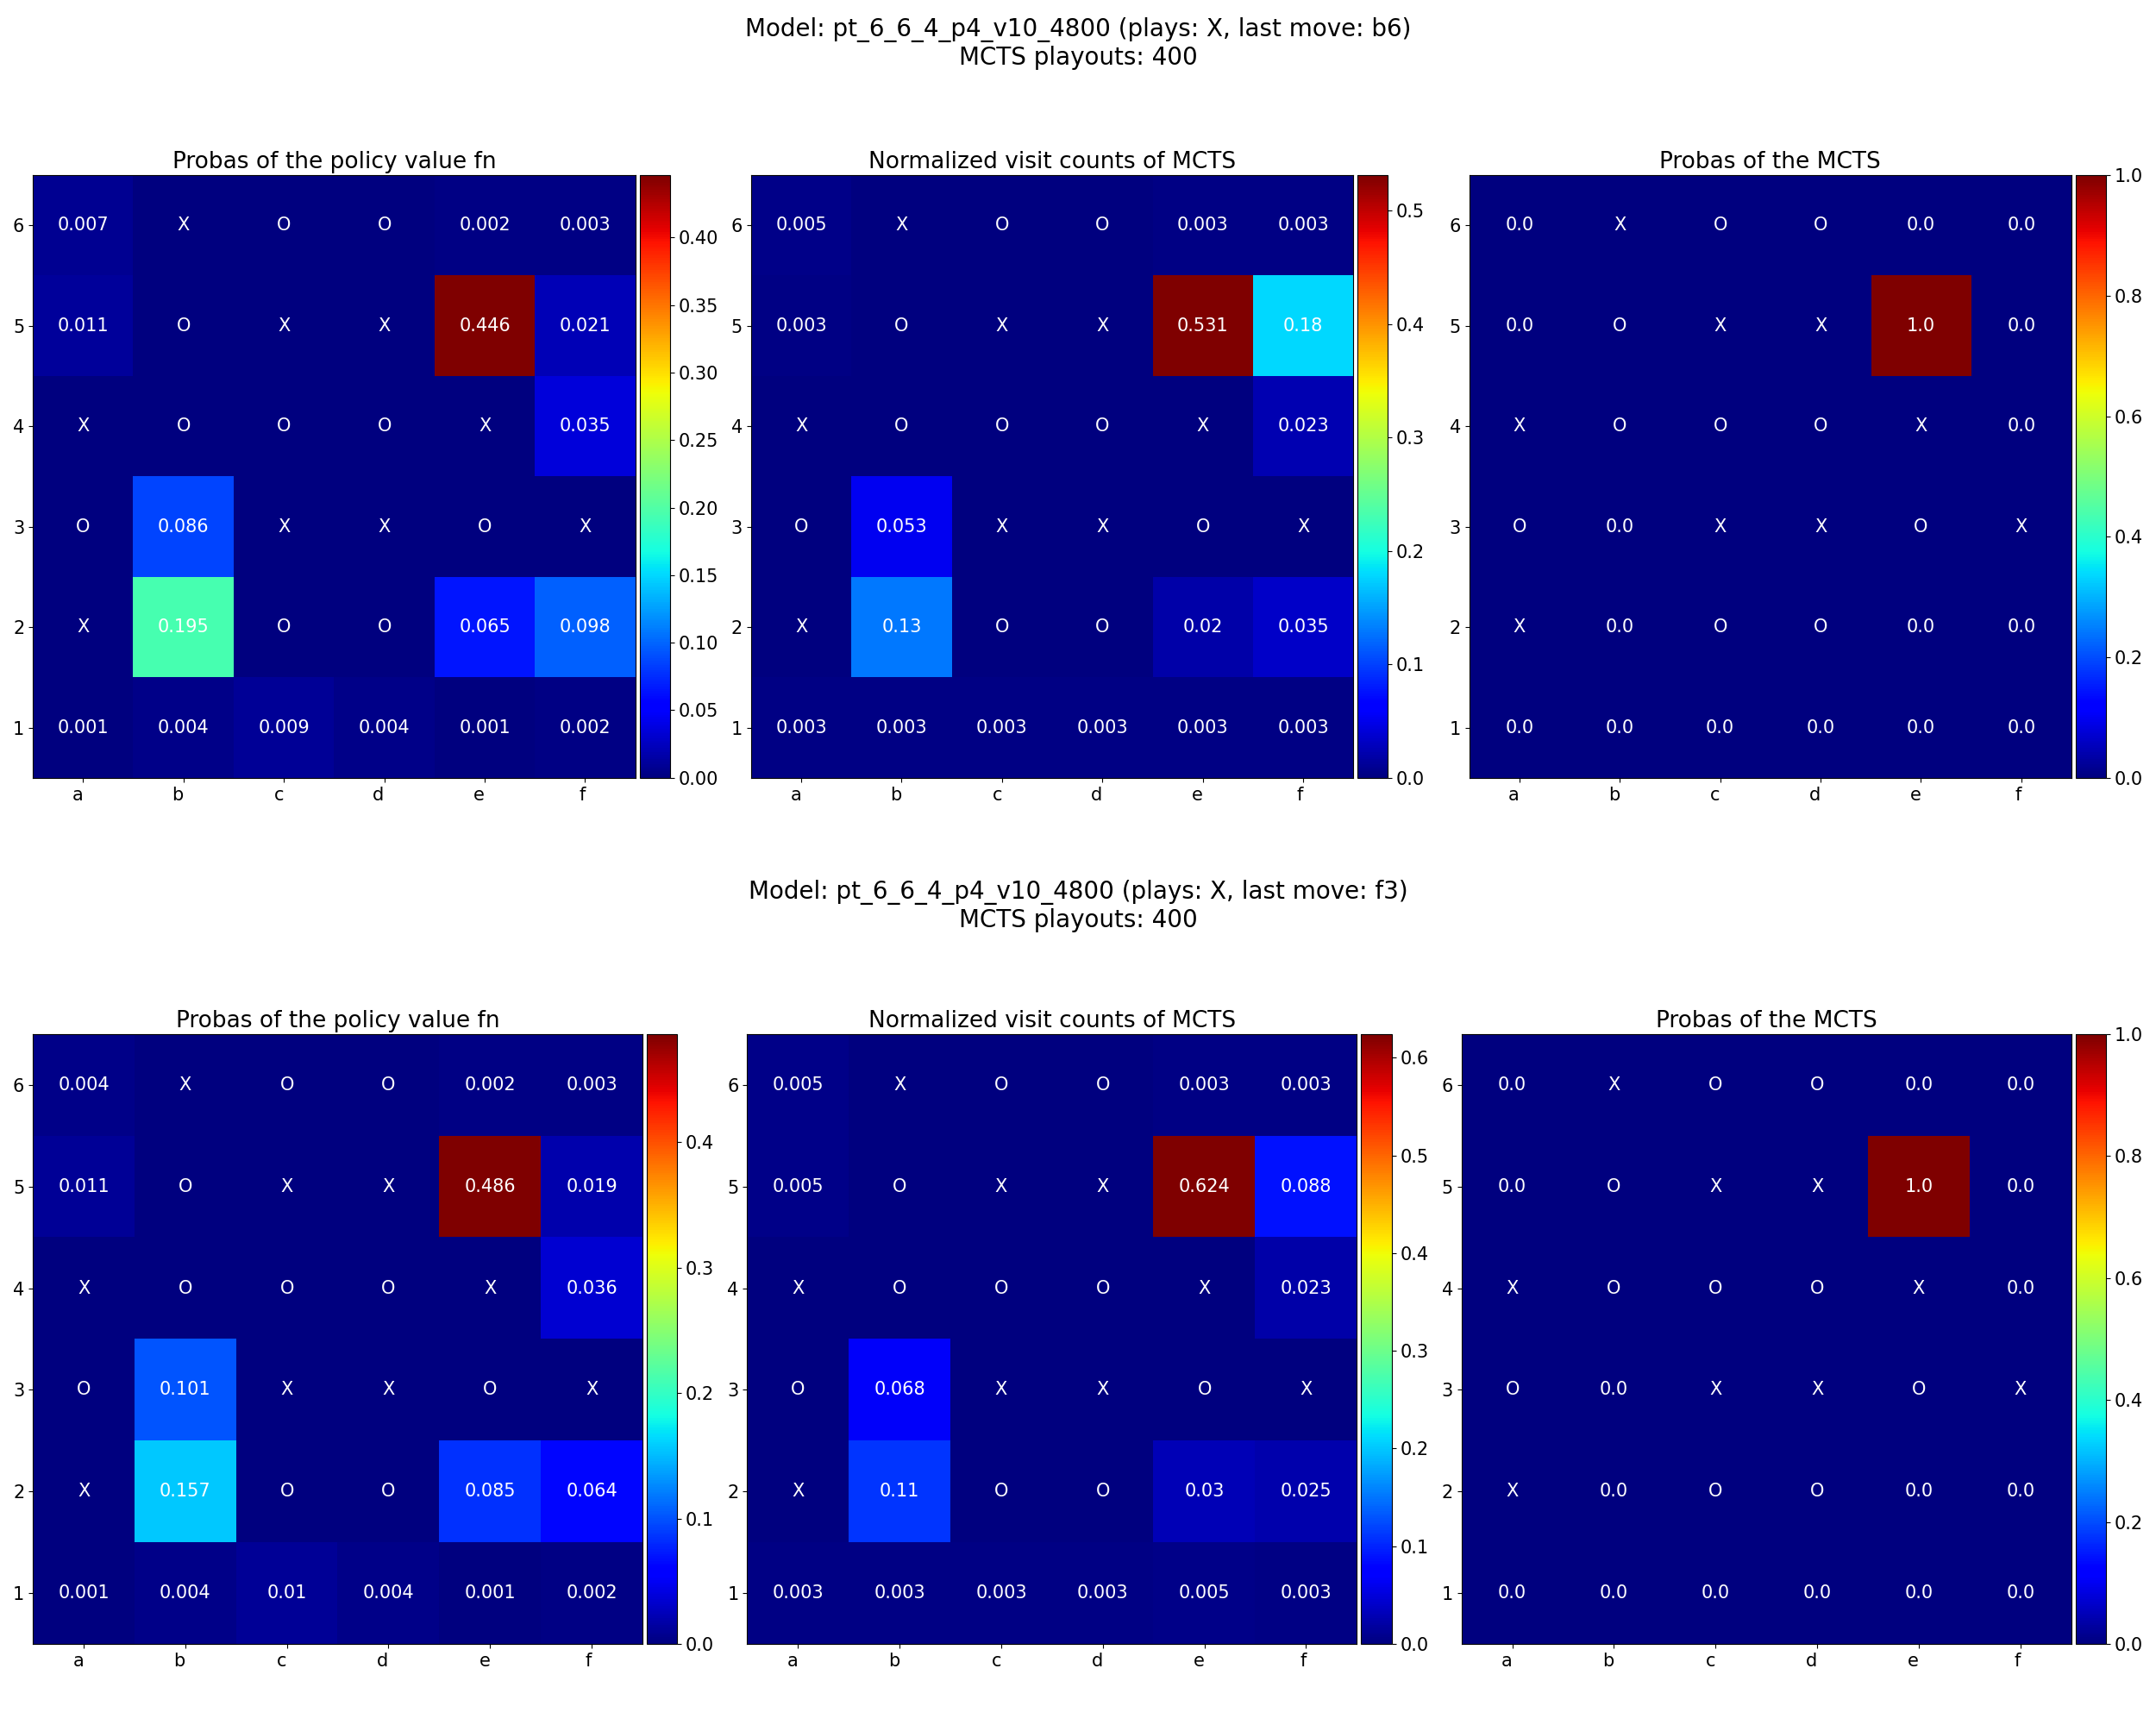 Model: pt_6_6_4_p4_v10_4800 (plays: X, last move: b6)
MCTS playouts: 400
Probas of the policy value fn
6 0.007 X O O 0.002 0.003
5 0.011 O X X 0.446 0.021
4 X O O O X 0.035
3 O 0.086 X X O X
2 X 0.195 O O 0.065 0.098
1 0.001 0.004 0.009 0.004 0.001 0.002
a b c d e f
0.40
0.35
0.30
0.25
0.20
0.15
0.10
0.05
0.00
Normalized visit counts of MCTS
6 0.005 X O O 0.003 0.003
5 0.003 O X X 0.531 0.18
4 X O O O X 0.023
3 O 0.053 X X O X
2 X 0.13 O O 0.02 0.035
1 0.003 0.003 0.003 0.003 0.003 0.003
a b c d e f
0.5
0.4
0.3
0.2
0.1
0.0
Probas of the MCTS
6 0.0 X O O 0.0 0.0
5 0.0 O X X 1.0 0.0
4 X O O O X 0.0
3 O 0.0 X X O X
2 X 0.0 O O 0.0 0.0
1 0.0 0.0 0.0 0.0 0.0 0.0
a b c d e f
1.0
0.8
0.6
0.4
0.2
0.0
Model: pt_6_6_4_p4_v10_4800 (plays: X, last move: f3)
MCTS playouts: 400
Probas of the policy value fn
6 0.004 X O O 0.002 0.003
5 0.011 O X X 0.486 0.019
4 X O O O X 0.036
3 O 0.101 X X O X
2 X 0.157 O O 0.085 0.064
1 0.001 0.004 0.01 0.004 0.001 0.002
a b c d e f
0.4
0.3
0.2
0.1
0.0
Normalized visit counts of MCTS
6 0.005 X O O 0.003 0.003
5 0.005 O X X 0.624 0.088
4 X O O O X 0.023
3 O 0.068 X X O X
2 X 0.11 O O 0.03 0.025
1 0.003 0.003 0.003 0.003 0.005 0.003
a b c d e f
0.6
0.5
0.4
0.3
0.2
0.1
0.0
Probas of the MCTS
6 0.0 X O O 0.0 0.0
5 0.0 O X X 1.0 0.0
4 X O O O X 0.0
3 O 0.0 X X O X
2 X 0.0 O O 0.0 0.0
1 0.0 0.0 0.0 0.0 0.0 0.0
a b c d e f
1.0
0.8
0.6
0.4
0.2
0.0